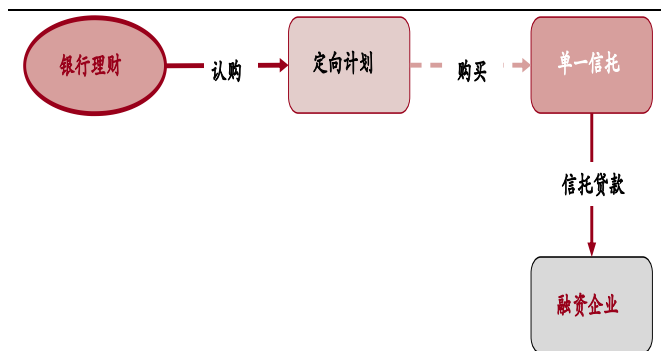 银行理财
认购
定向计划
购买
单一信托
信托贷款
融资企业